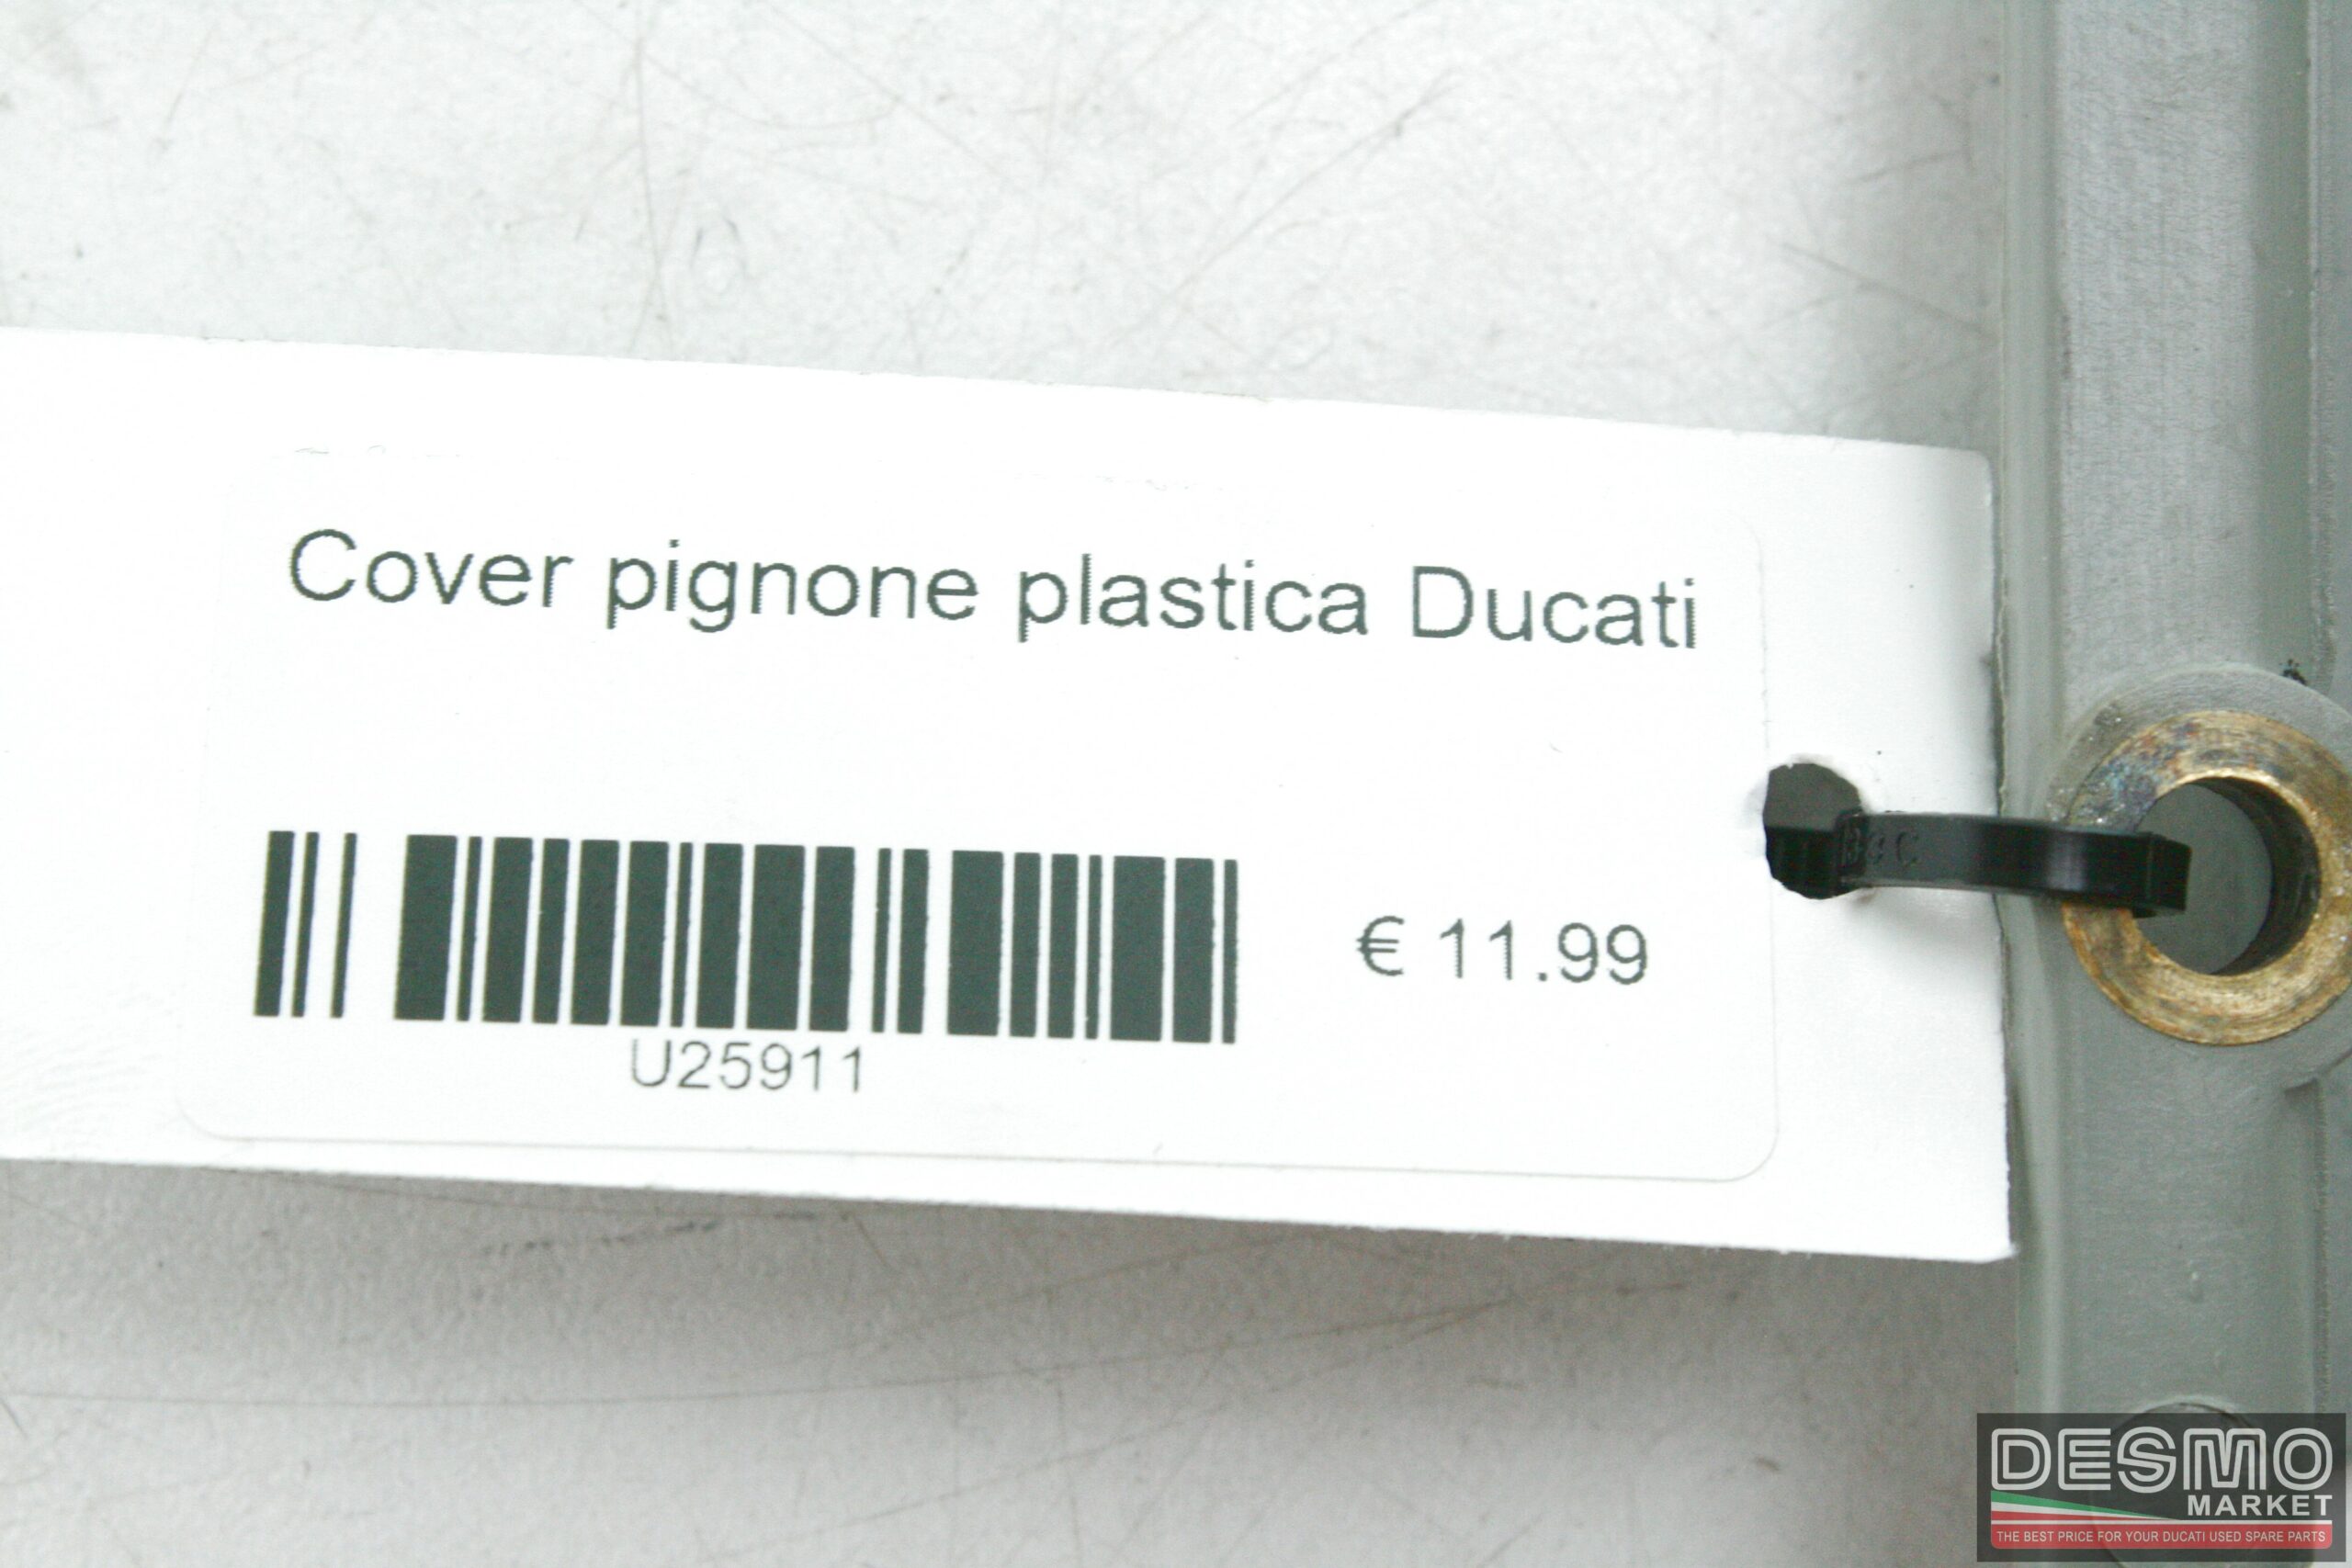 Cover pignone plastica Ducati
€ 11.99
U25911
DESMO
MARKET
THE BEST PRICE FOR YOUR DUCATI USED SPARE PARTS